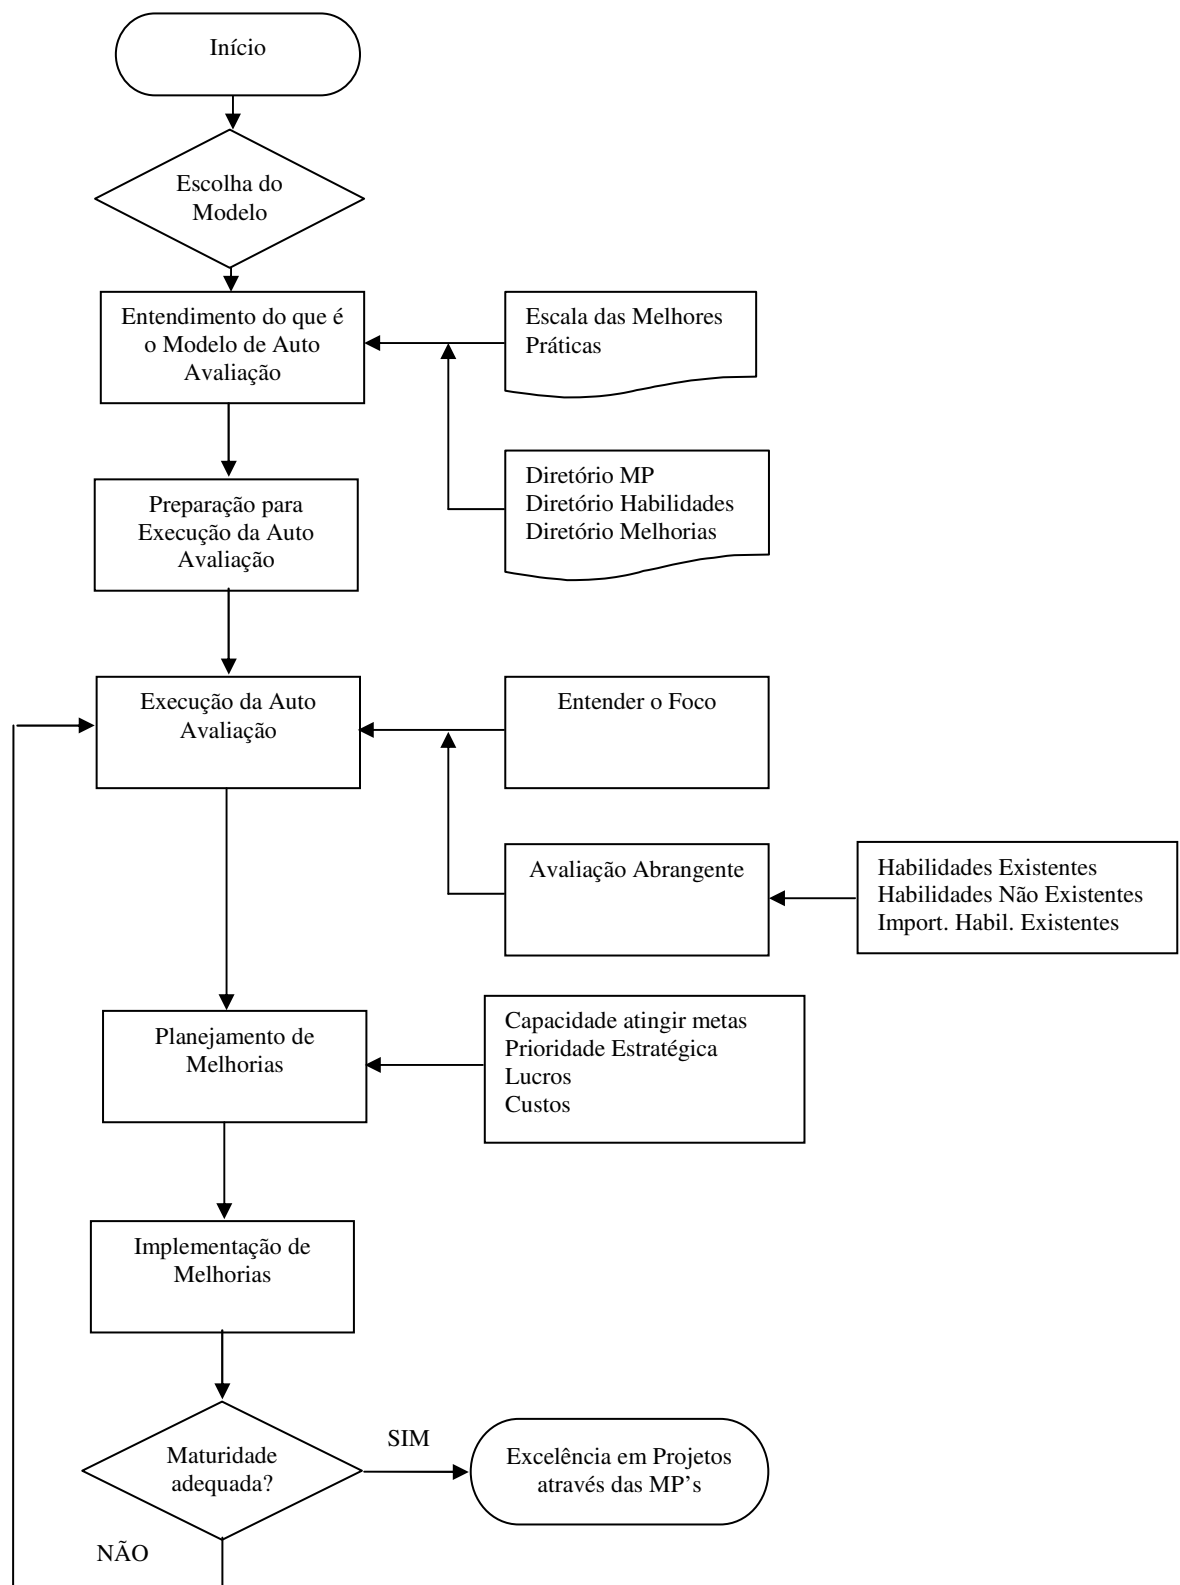 Início
Escolha do
Modelo
Entendimento do que é
o Modelo de Auto
Avaliação
Escala das Melhores
Práticas
Diretório MP
Diretório Habilidades
Diretório Melhorias
Preparação para
Execução da Auto
Avaliação
Execução da Auto
Avaliação
Entender o Foco
Avaliação Abrangente
Habilidades Existentes
Habilidades Não Existentes
Import. Habil. Existentes
Planejamento de
Melhorias
Capacidade atingir metas
Prioridade Estratégica
Lucros
Custos
Implementação de
Melhorias
Maturidade
adequada?
SIM
Excelência em Projetos
através das MP’s
NÃO